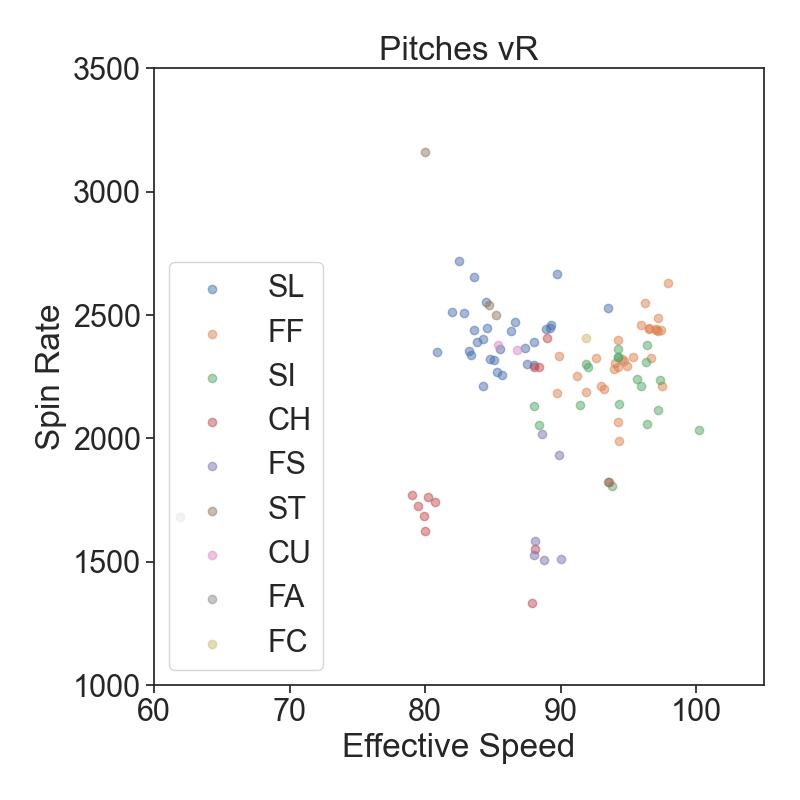 Pitches vR
3500
3000
2500
2000
1500
1000
Spin Rate
SL
FF
SI
CH
FS
ST
CU
FA
FC
60 70 80 90 100
Effective Speed